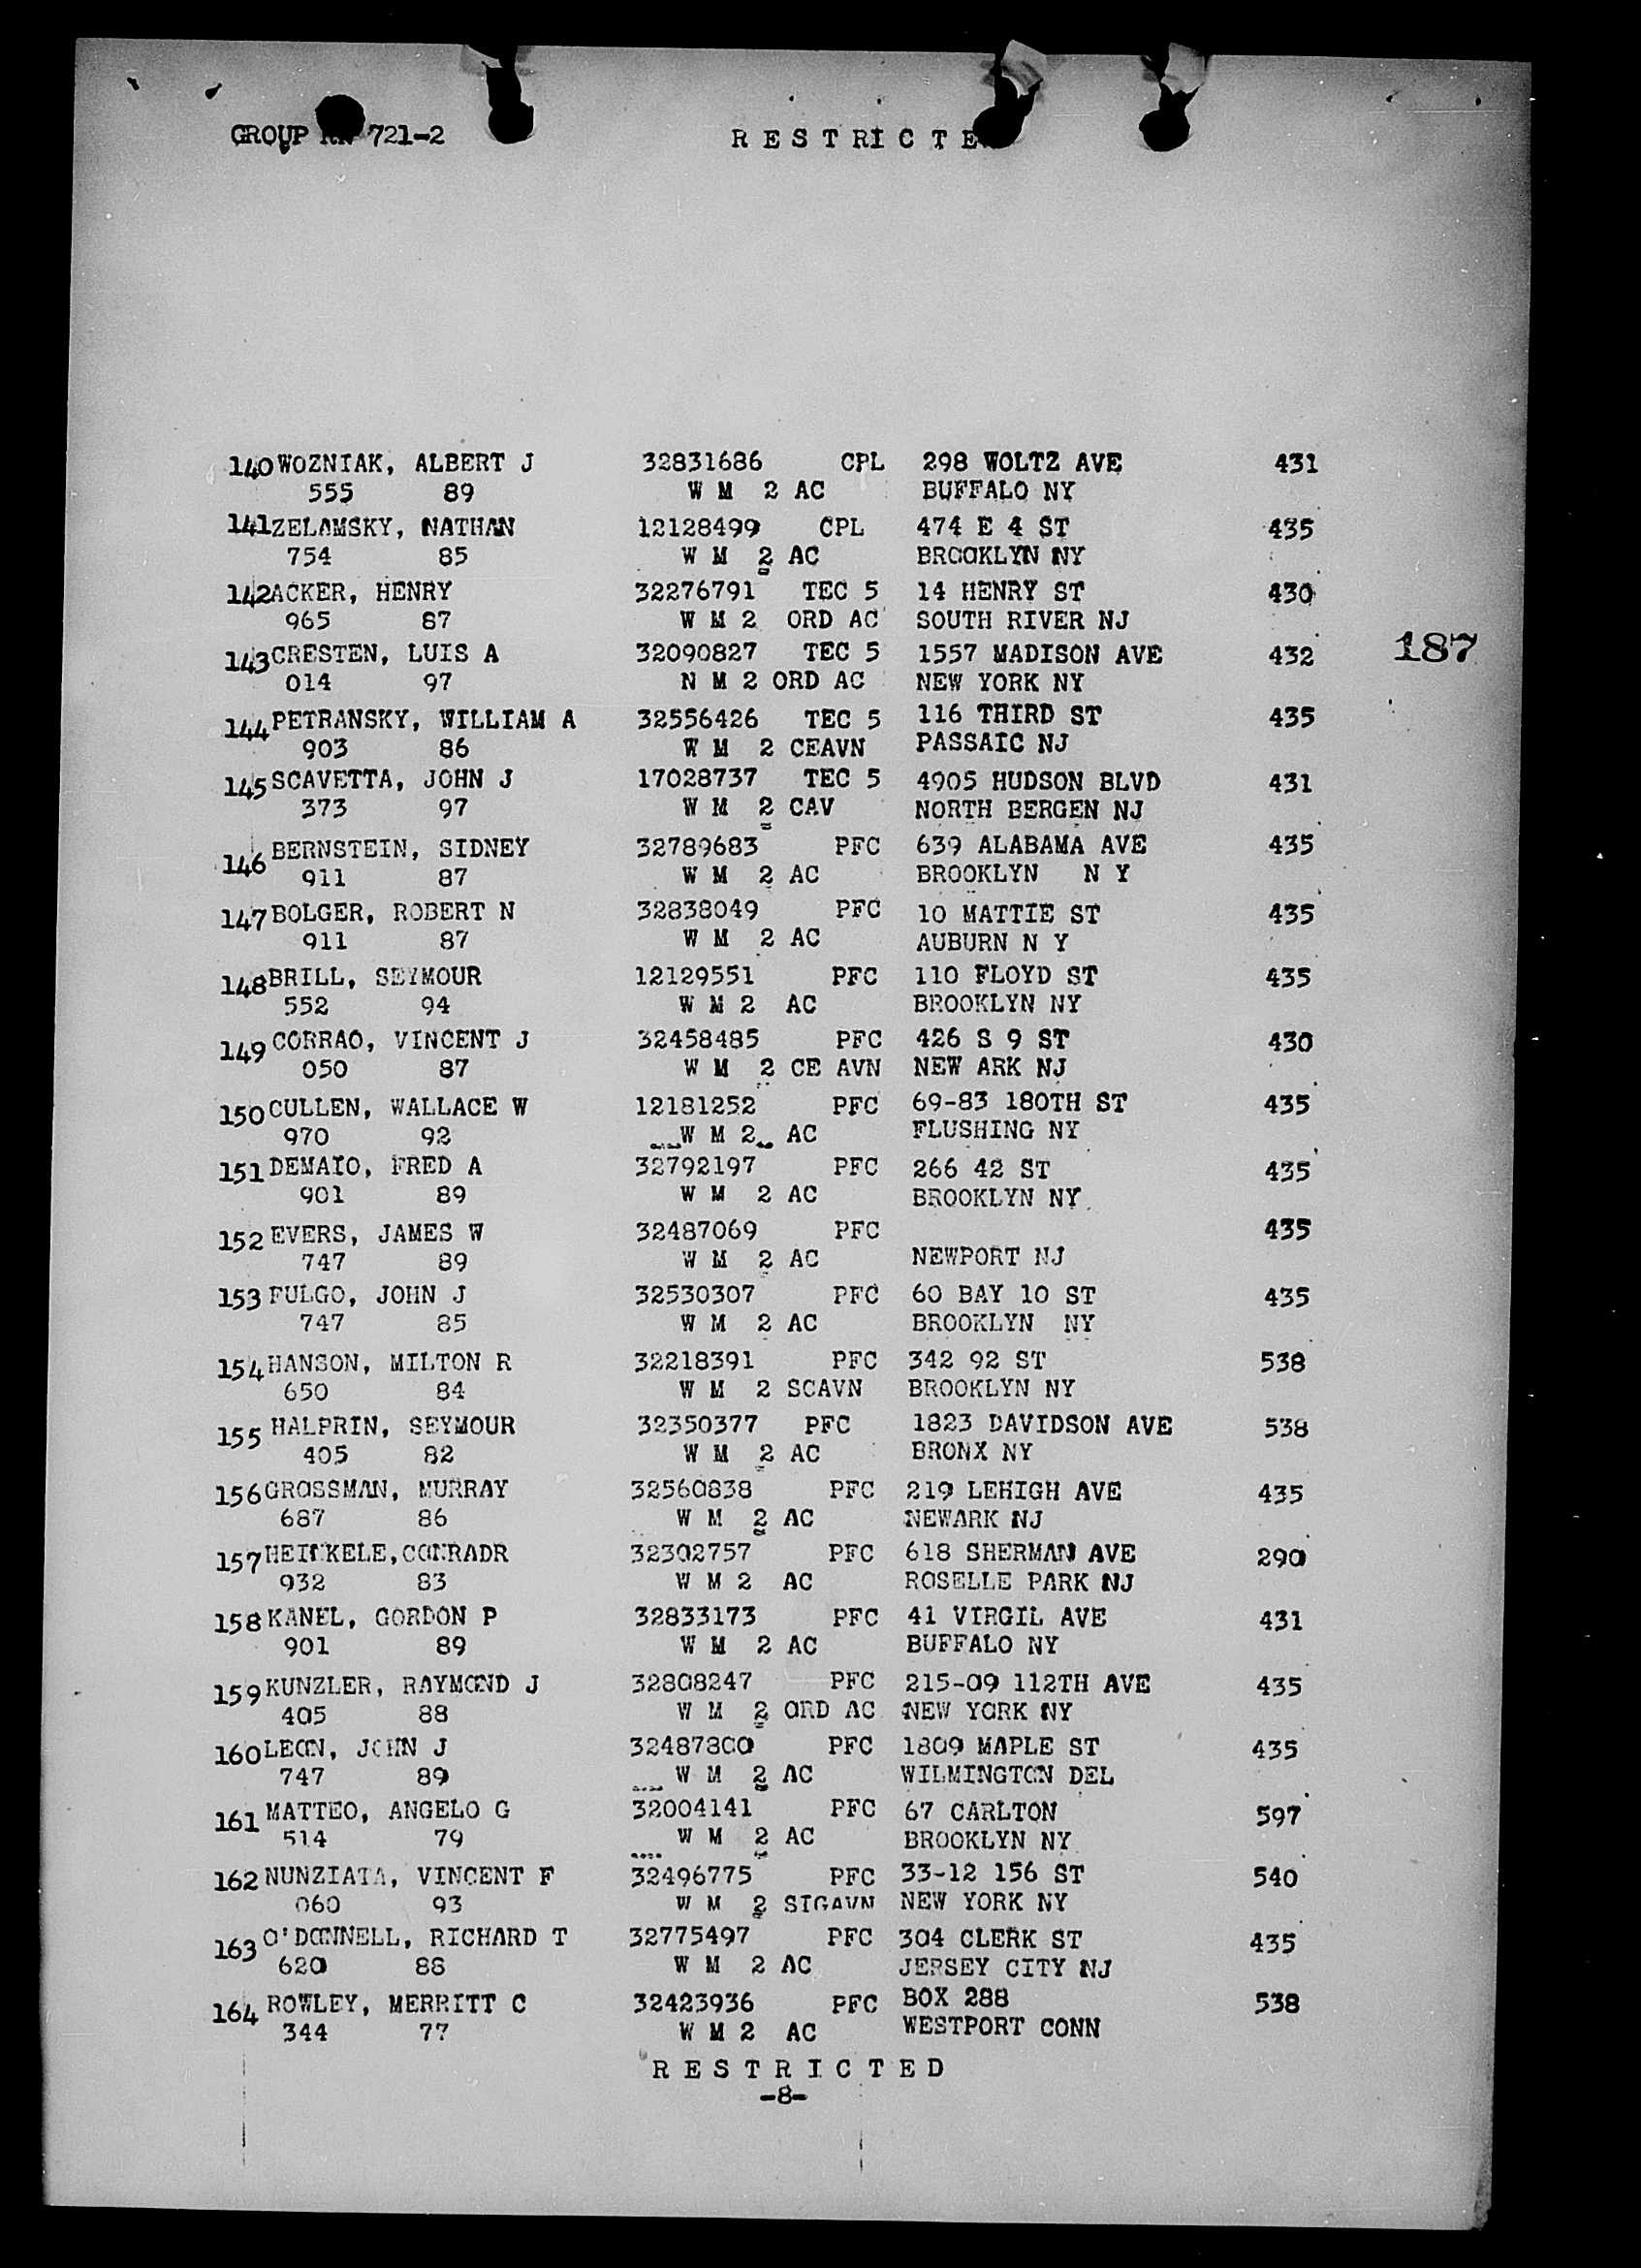 GROUP 721-2 RESTRICTE
140 WOZNIAK, ALBERT J 32831686 CPL 298 WOLTZ AVE 431
555 89 W M 2 AC BUFFALO NY
141 ZELAMSKY, NATHAN 12128499 CPL 474 E 4 ST 435
754 85 W M 2 AC BROOKLYN NY
142 ACKER, HENRY 32276791 TEC 5 14 HENRY ST 430
965 87 W M 2 ORD AC SOUTH RIVER NJ
187
143 CRESTEN, LUIS A 32090827 TEC 5 1557 MADISON AVE 432
014 97 N M 2 ORD AC NEW YORK NY
144 PETRANSKY, WILLIAM A 32556426 TEC 5 116 THIRD ST 435
903 86 W M 2 CEAVN PASSAIC NJ
145 SCAVETTA, JOHN J 17028737 TEC 5 4905 HUDSON BLVD 431
373 97 W M 2 CAV NORTH BERGEN NJ
146 BERNSTEIN, SIDNEY 32789683 PFC 639 ALABAMA AVE 435
911 87 W M 2 AC BROOKLYN N Y
147 BOLGER, ROBERT N 32838049 PFC 10 MATTIE ST 435
911 87 W M 2 AC AUBURN N Y
148 BRILL, SEYMOUR 12129551 PFC 110 FLOYD ST 435
552 94 W M 2 AC BROOKLYN NY
149 CORRAO, VINCENT J 32458485 PFC 426 S 9 ST 430
050 87 W M 2 CE AVN NEW ARK NJ
150 CULLEN, WALLACE W 12181252 PFC 69-83 180TH ST 435
970 92 W M 2 AC FLUSHING NY
151 DEMAIO, FRED A 32792197 PFC 266 42 ST 435
901 89 W M 2 AC BROOKLYN NY
152 EVERS, JAMES W 32487069 PFC 435
747 89 W M 2 AC NEWPORT NJ
153 FULGO, JOHN J 32530307 PFC 60 BAY 10 ST 435
747 85 W M 2 AC BROOKLYN NY
154 HANSON, MILTON R 32218391 PFC 342 92 ST 538
650 84 W M 2 SCAVN BROOKLYN NY
155 HALPRIN, SEYMOUR 32350377 PFC 1823 DAVIDSON AVE 538
405 82 W M 2 AC BRONX NY
156 GROSSMAN, MURRAY 32560838 PFC 219 LEHIGH AVE 435
687 86 W M 2 AC NEWARK NJ
157 HEINKELE,CONRADR 32302757 PFC 618 SHERMAN AVE 290
932 83 W M 2 AC ROSELLE PARK NJ
158 KANEL, GORDON P 32833173 PFC 41 VIRGIL AVE 431
901 89 W M 2 AC BUFFALO NY
159 KUNZLER, RAYMOND J 32808247 PFC 215-09 112TH AVE 435
405 88 W M 2 ORD AC NEW YORK NY
160 LEON, JOHN J 32487800 PFC 1809 MAPLE ST 435
747 89 W M 2 AC WILMINGTON DEL
161 MATTEO, ANGELO G 32004141 PFC 67 CARLTON 597
514 79 W M 2 AC BROOKLYN NY
162 NUNZIATA, VINCENT F 32496775 PFC 33-12 156 ST 540
060 93 W M 2 SIGAVN NEW YORK NY
163 O'DONNELL, RICHARD T 32775497 PFC 304 CLERK ST 435
620 88 W M 2 AC JERSEY CITY NJ
164 ROWLEY, MERRITT C 32423936 PFC BOX 288 538
344 77 W M 2 AC WESTPORT CONN
RESTRICTED
-8-